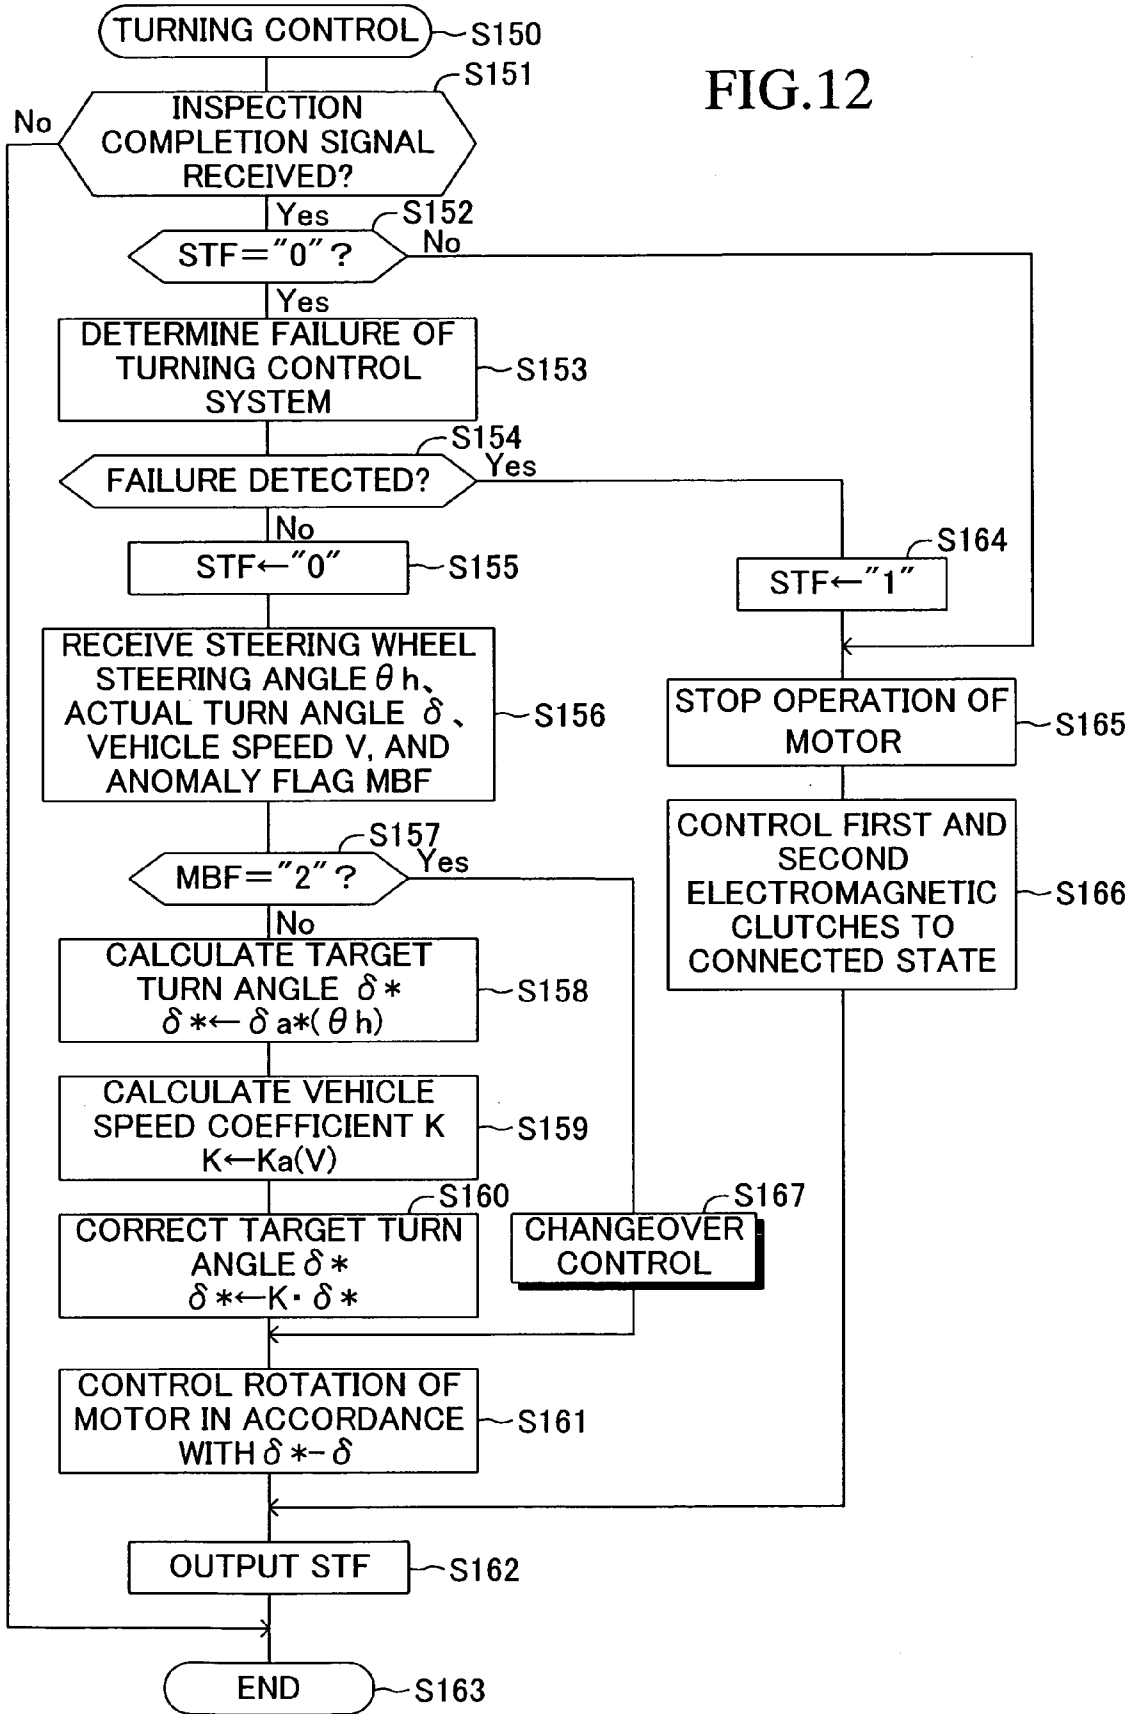 TURNING CONTROL
S150
FIG.12
S151
INSPECTION
COMPLETION SIGNAL
RECEIVED?
No
Yes
S152
STF="0"?
No
Yes
DETERMINE FAILURE OF
TURNING CONTROL
SYSTEM
S153
S154
FAILURE DETECTED?
Yes
No
STF←"0"
S155
S164
STF←"1"
RECEIVE STEERING WHEEL
STEERING ANGLE θh、
ACTUAL TURN ANGLE δ、
VEHICLE SPEED V, AND
ANOMALY FLAG MBF
S156
STOP OPERATION OF
MOTOR
S165
CONTROL FIRST AND
SECOND
ELECTROMAGNETIC
CLUTCHES TO
CONNECTED STATE
S166
S157
MBF="2"?
Yes
No
CALCULATE TARGET
TURN ANGLE δ*
δ*←δa*(θh)
S158
CALCULATE VEHICLE
SPEED COEFFICIENT K
K←Ka(V)
S159
S160
CORRECT TARGET TURN
ANGLE δ*
δ*←K・δ*
S167
CHANGEOVER
CONTROL
CONTROL ROTATION OF
MOTOR IN ACCORDANCE
WITH δ*-δ
S161
OUTPUT STF
S162
END
S163